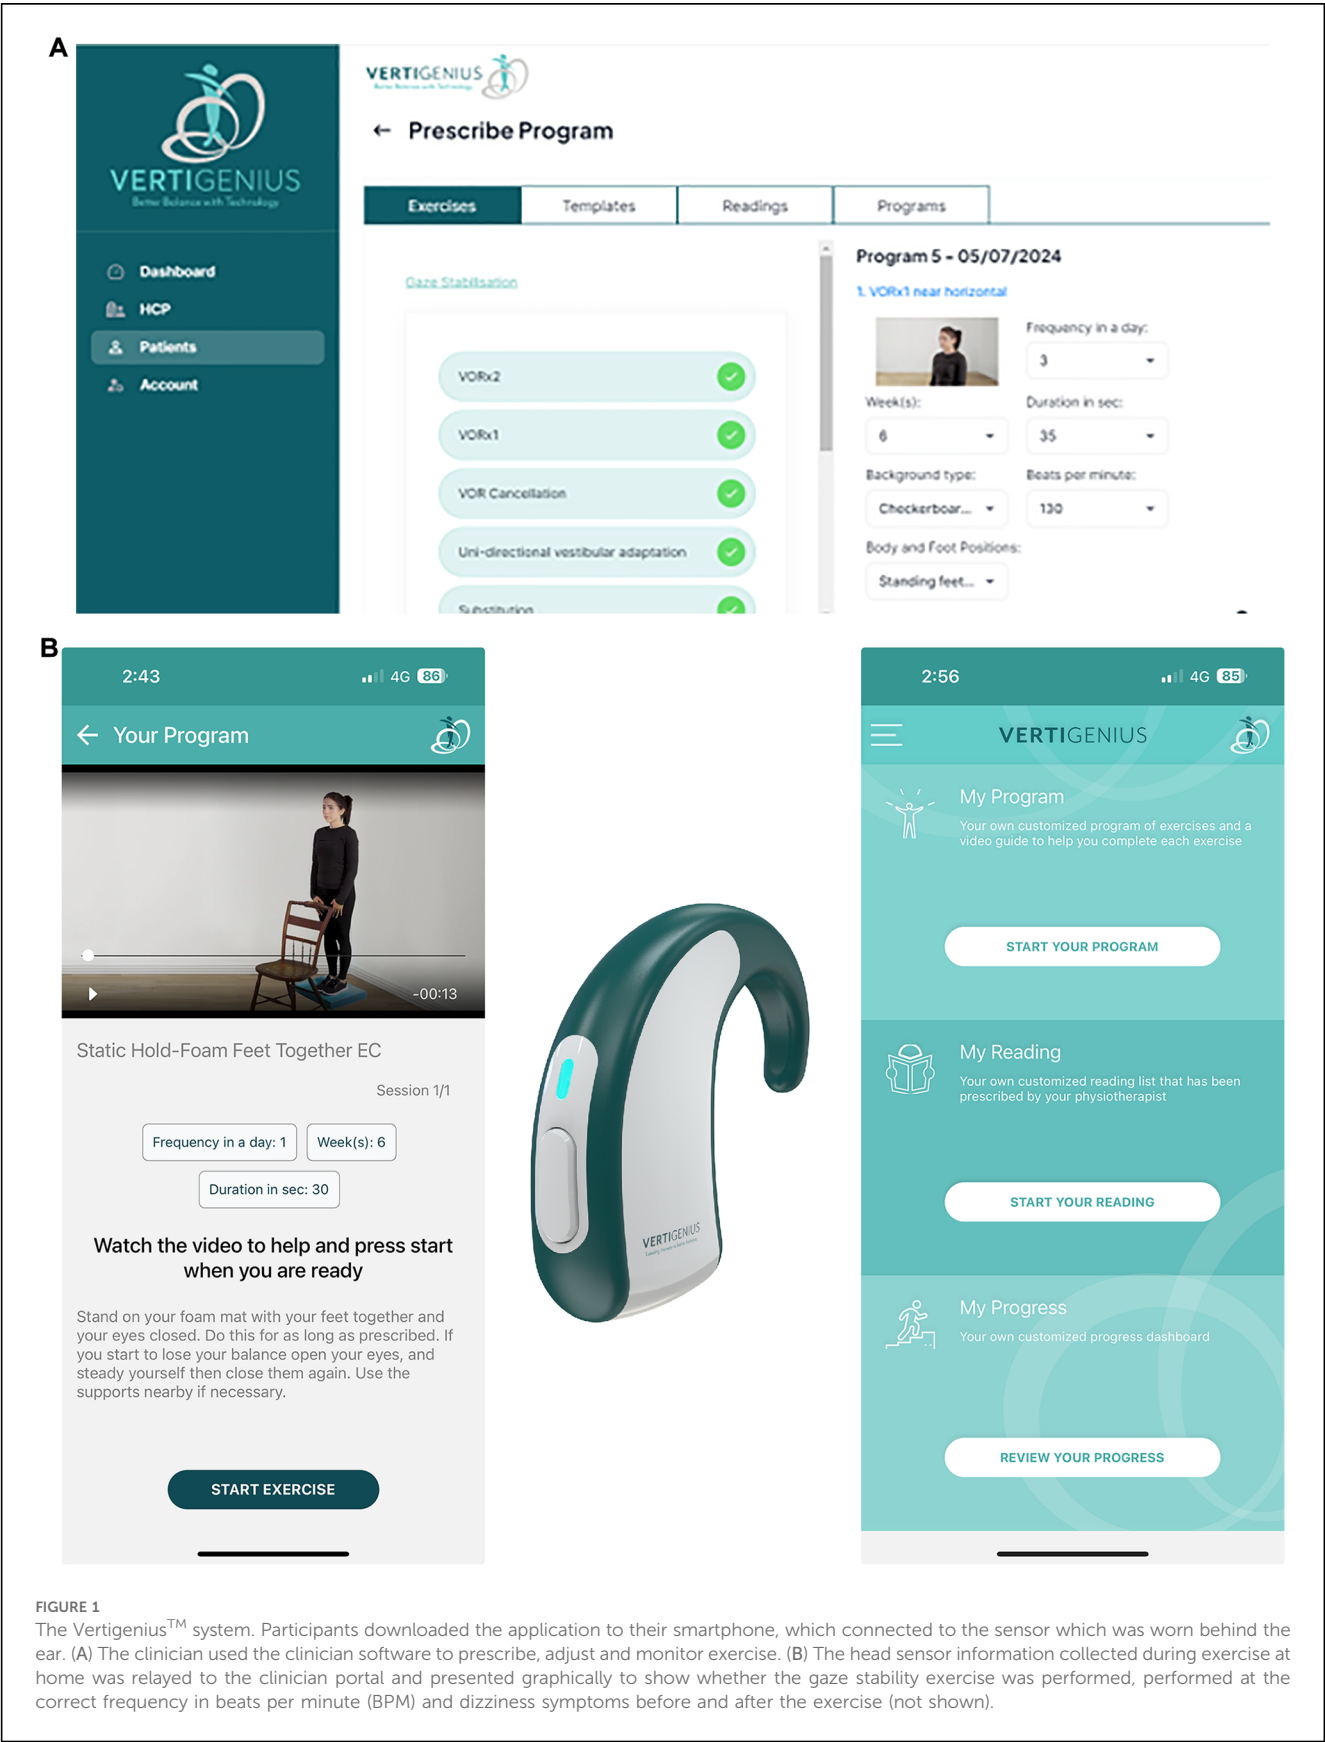 A
VERTIGENIUS
Better Balance with Technology
Dashboard
HCP
Patients
Account
VERTIGENIUS
Better Balance with Technology
← Prescribe Program
Exercises
Templates
Readings
Programs
Gaze Stabilisation
VORx2
VORx1
VOR Cancellation
Uni-directional vestibular adaptation
Substitution
Program 5 - 05/07/2024
1. VORx1 near horizontal
Frequency in a day:
3
Week(s):
Duration in sec:
6
35
Background type:
Beats per minute:
Checkerboar...
130
Body and Foot Positions:
Standing feet...
B
2:43
4G 86
Your Program
-00:13
Static Hold-Foam Feet Together EC
Session 1/1
Frequency in a day: 1
Week(s): 6
Duration in sec: 30
Watch the video to help and press start
when you are ready
Stand on your foam mat with your feet together and
your eyes closed. Do this for as long as prescribed. If
you start to lose your balance open your eyes, and
steady yourself then close them again. Use the
supports nearby if necessary.
START EXERCISE
VERTIGENIUS
2:56
4G 85
VERTIGENIUS
My Program
Your own customized program of exercises and a
video guide to help you complete each exercise
START YOUR PROGRAM
My Reading
Your own customized reading list that has been
prescribed by your physiotherapist
START YOUR READING
My Progress
Your own customized progress dashboard
REVIEW YOUR PROGRESS
FIGURE 1
The Vertigenius™ system. Participants downloaded the application to their smartphone, which connected to the sensor which was worn behind the
ear. (A) The clinician used the clinician software to prescribe, adjust and monitor exercise. (B) The head sensor information collected during exercise at
home was relayed to the clinician portal and presented graphically to show whether the gaze stability exercise was performed, performed at the
correct frequency in beats per minute (BPM) and dizziness symptoms before and after the exercise (not shown).